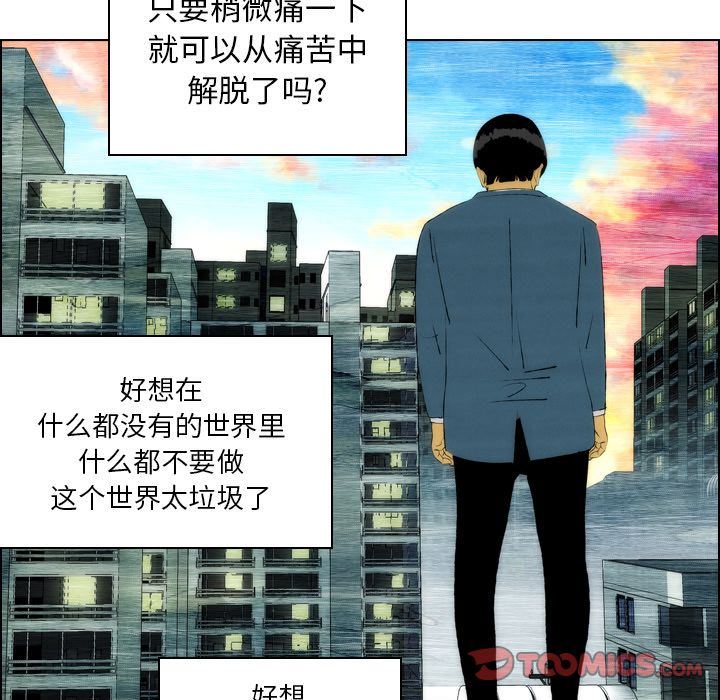 只要稍微痛一下
就可以从痛苦中
解脱了吗?
好想在
什么都没有的世界里
什么都不要做
这个世界太垃圾了
好想
TOOMICS.com